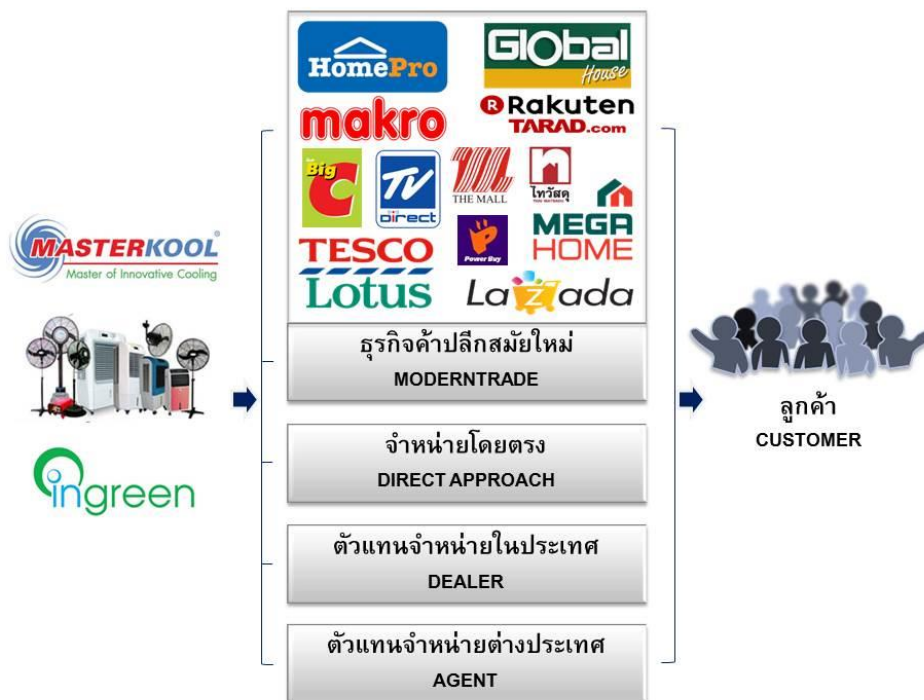 HomePro
Global
House
makro
Rakuten
TARAD.com
Big
C
TV
Direct
THE MALL
ไทวัสดุ
Power Buy
MEGA
HOME
TESCO
Lotus
Lazada
MASTERKOOL®
Master of Innovative Cooling
ingreen
ธุรกิจค้าปลีกสมัยใหม่
MODERNTRADE
จำหน่ายโดยตรง
DIRECT APPROACH
ตัวแทนจำหน่ายในประเทศ
DEALER
ตัวแทนจำหน่ายต่างประเทศ
AGENT
ลูกค้า
CUSTOMER